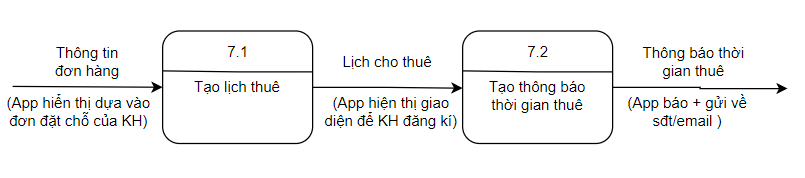 Thông tin
đơn hàng
(App hiển thị dựa vào
đơn đặt chỗ của KH)
7.1
Tạo lịch thuê
Lịch cho thuê
(App hiện thị giao
diện để KH đăng kí)
7.2
Tạo thông báo
thời gian thuê
Thông báo thời
gian thuê
(App báo + gửi về
sđt/email )